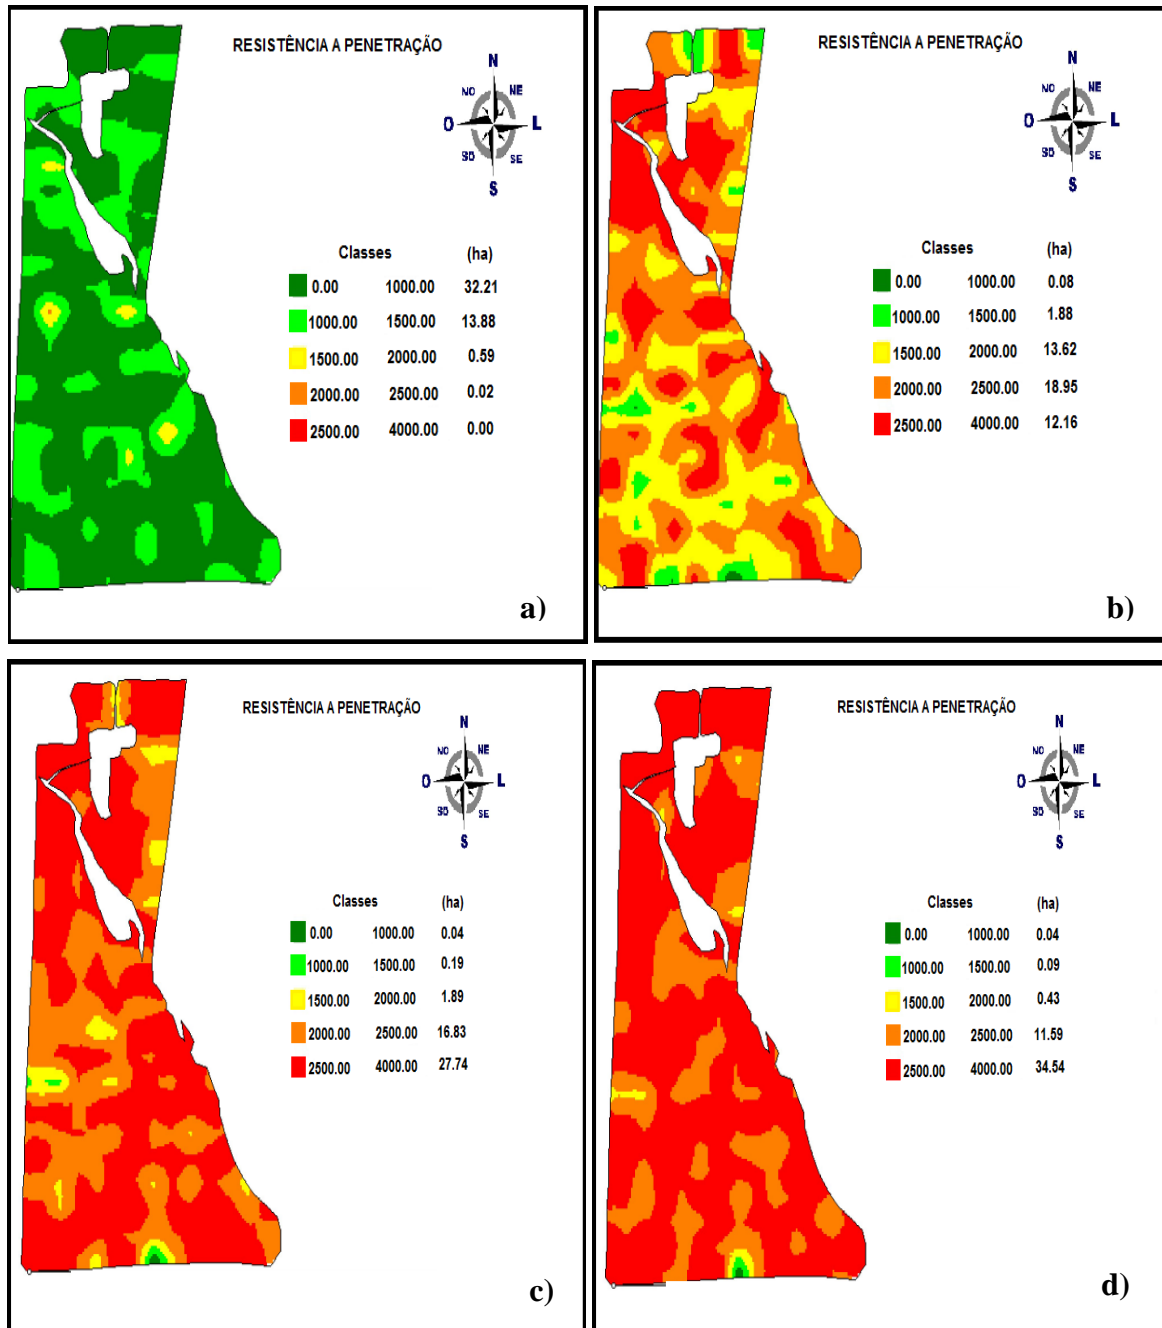 RESISTÊNCIA A PENETRAÇÃO
N
NO NE
O L
SO SE
S
Classes (ha)
0.00 1000.00 32.21
1000.00 1500.00 13.88
1500.00 2000.00 0.59
2000.00 2500.00 0.02
2500.00 4000.00 0.00
a)
RESISTÊNCIA A PENETRAÇÃO
N
NO NE
O L
SO SE
S
Classes (ha)
0.00 1000.00 0.08
1000.00 1500.00 1.88
1500.00 2000.00 13.62
2000.00 2500.00 18.95
2500.00 4000.00 12.16
b)
RESISTÊNCIA A PENETRAÇÃO
N
NO NE
O L
SO SE
S
Classes (ha)
0.00 1000.00 0.04
1000.00 1500.00 0.19
1500.00 2000.00 1.89
2000.00 2500.00 16.83
2500.00 4000.00 27.74
c)
RESISTÊNCIA A PENETRAÇÃO
N
NO NE
O L
SO SE
S
Classes (ha)
0.00 1000.00 0.04
1000.00 1500.00 0.09
1500.00 2000.00 0.43
2000.00 2500.00 11.59
2500.00 4000.00 34.54
d)